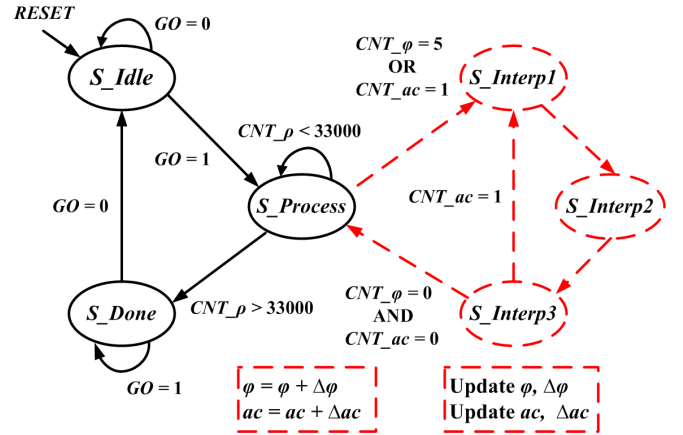 RESET
GO = 0
S_Idle
CNT_φ = 5
OR
CNT_ac = 1
S_Interp1
CNT_ρ < 33000
GO = 1
S_Process
CNT_ac = 1
S_Interp2
GO = 0
S_Done
CNT_ρ > 33000
CNT_φ = 0
AND
CNT_ac = 0
S_Interp3
GO = 1
φ = φ + Δφ
ac = ac + Δac
Update φ, Δφ
Update ac, Δac